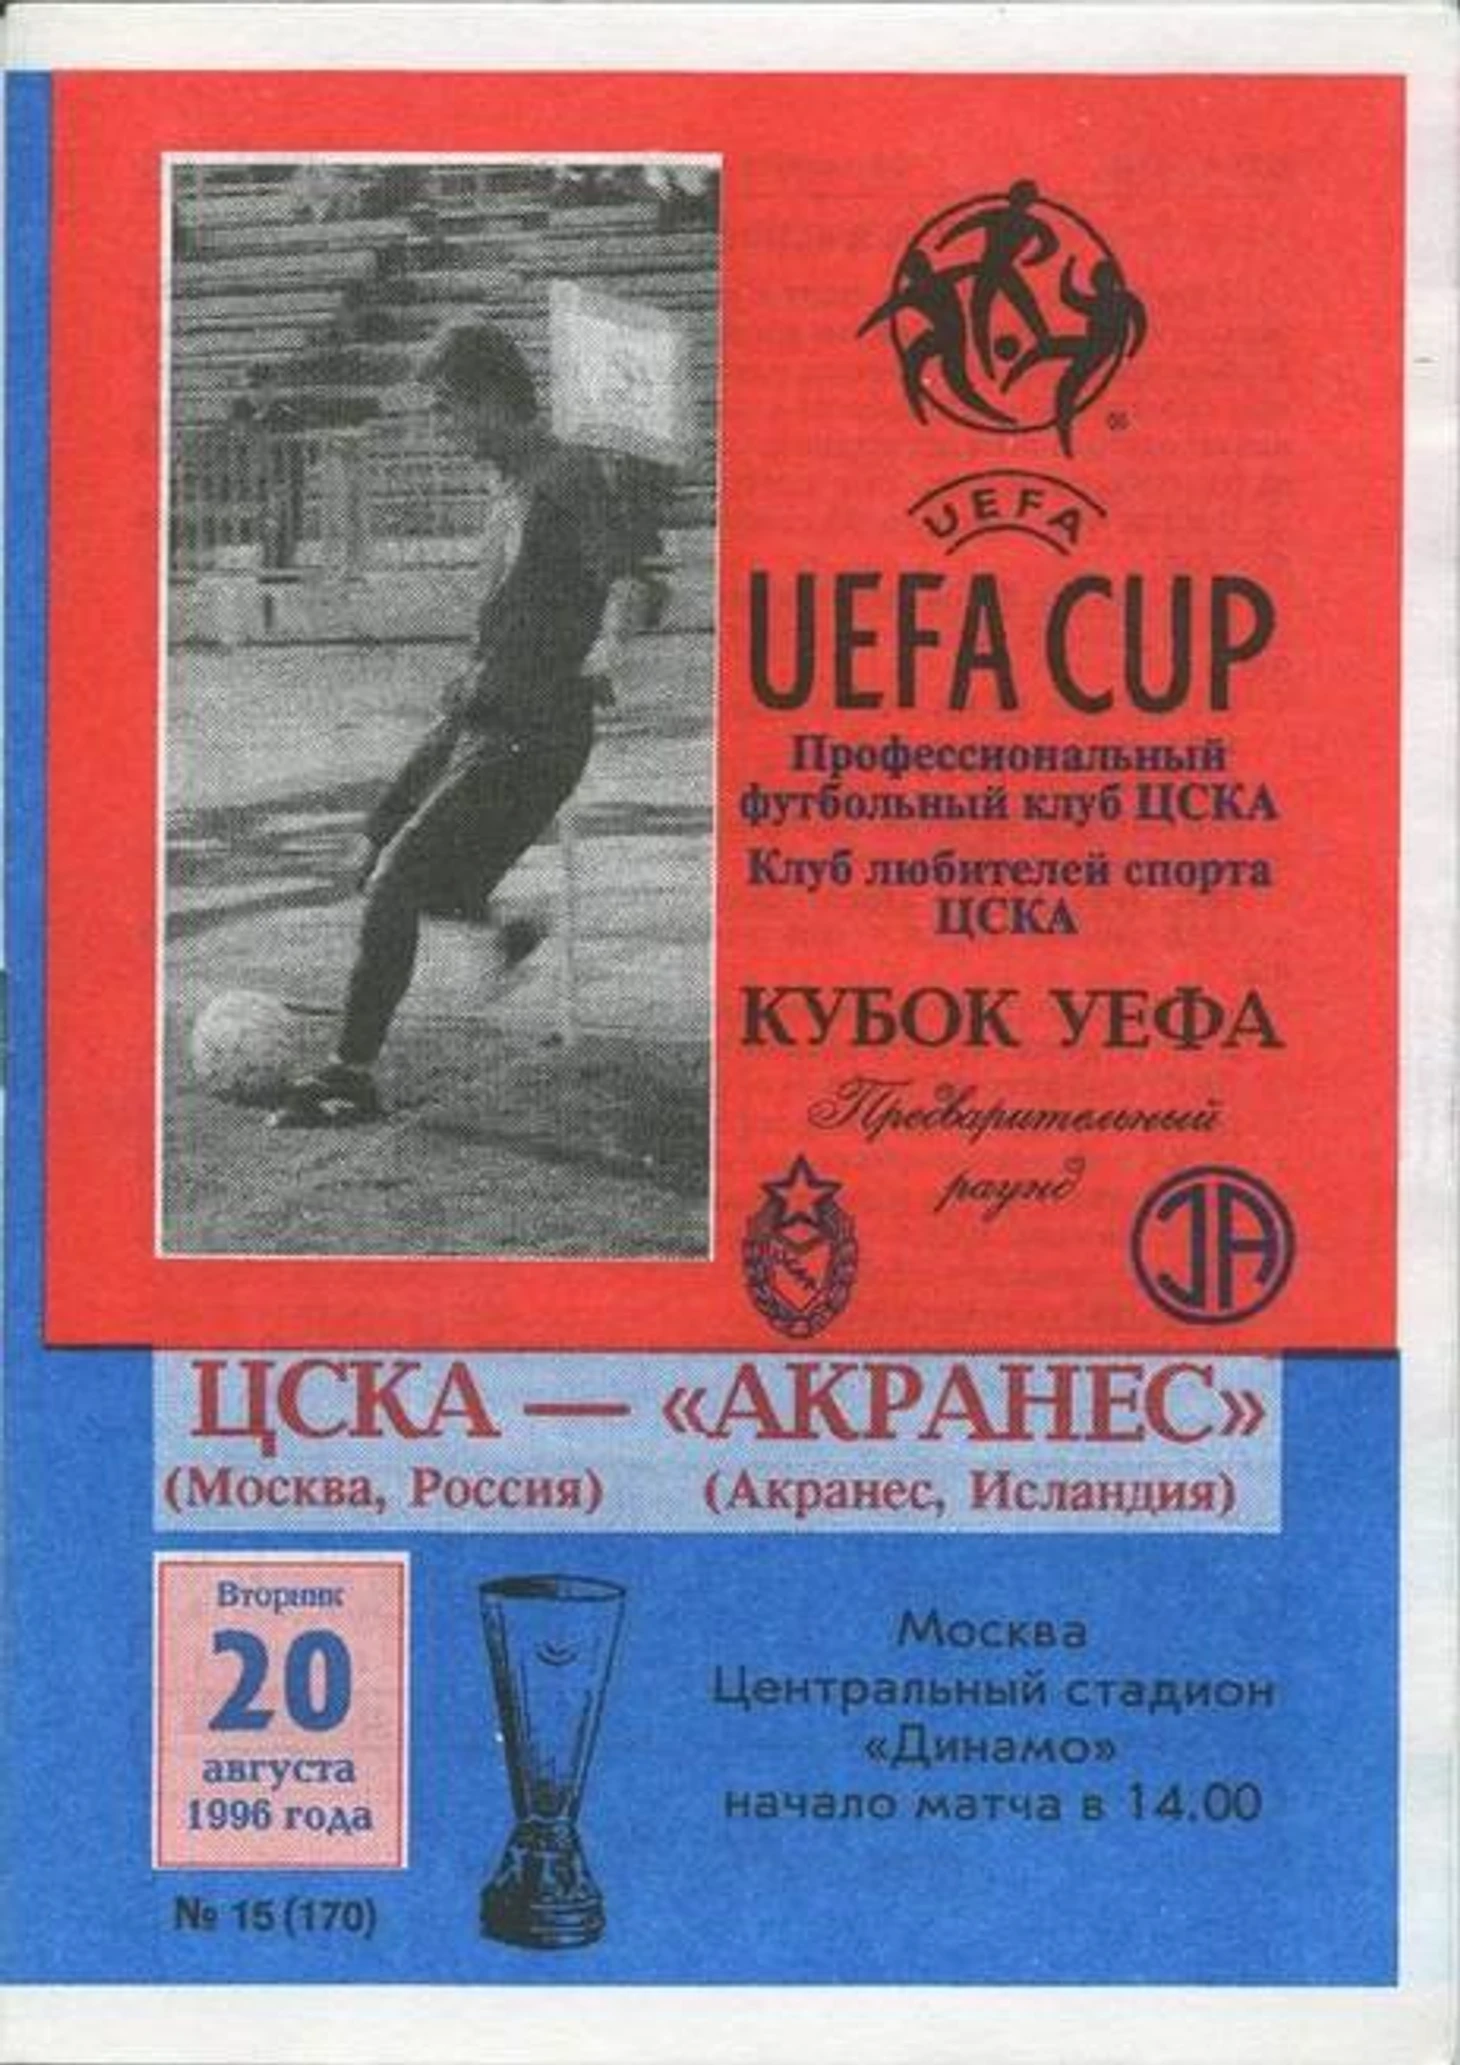 UEFA
UEFA CUP
Профессиональный
футбольный клуб ЦСКА
Клуб любителей спорта
ЦСКА
КУБОК УЕФА
Предварительный
раунд
ЦСКА
ЦСКА — «АКРАНЕС»
(Москва, Россия) (Акранес, Исландия)
Вторник
20
августа
1996 года
№ 15 (170)
Москва
Центральный стадион
«Динамо»
начало матча в 14.00